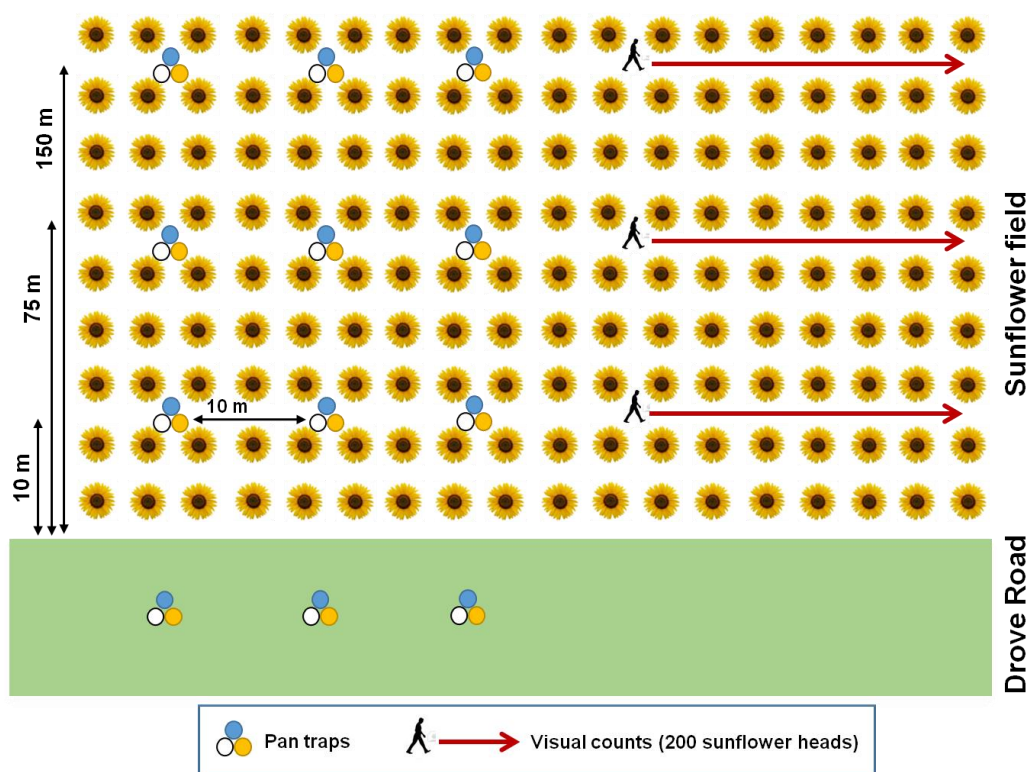 150 m
75 m
10 m
10 m
Sunflower field
Drove Road
Pan traps
Visual counts (200 sunflower heads)